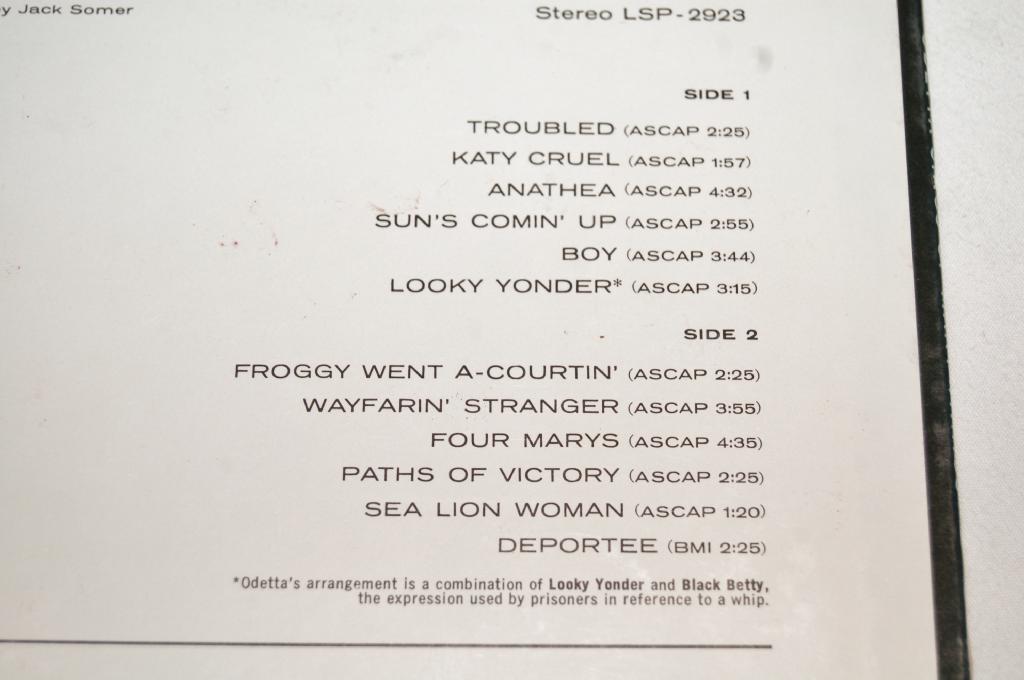 y Jack Somer
Stereo LSP-2923
SIDE 1
TROUBLED (ASCAP 2:25)
KATY CRUEL (ASCAP 1:57)
ANATHEA (ASCAP 4:32)
SUN'S COMIN' UP (ASCAP 2:55)
BOY (ASCAP 3:44)
LOOKY YONDER* (ASCAP 3:15)
SIDE 2
FROGGY WENT A-COURTIN' (ASCAP 2:25)
WAYFARIN' STRANGER (ASCAP 3:55)
FOUR MARYS (ASCAP 4:35)
PATHS OF VICTORY (ASCAP 2:25)
SEA LION WOMAN (ASCAP 1:20)
DEPORTEE (BMI 2:25)
*Odetta's arrangement is a combination of Looky Yonder and Black Betty,
the expression used by prisoners in reference to a whip.